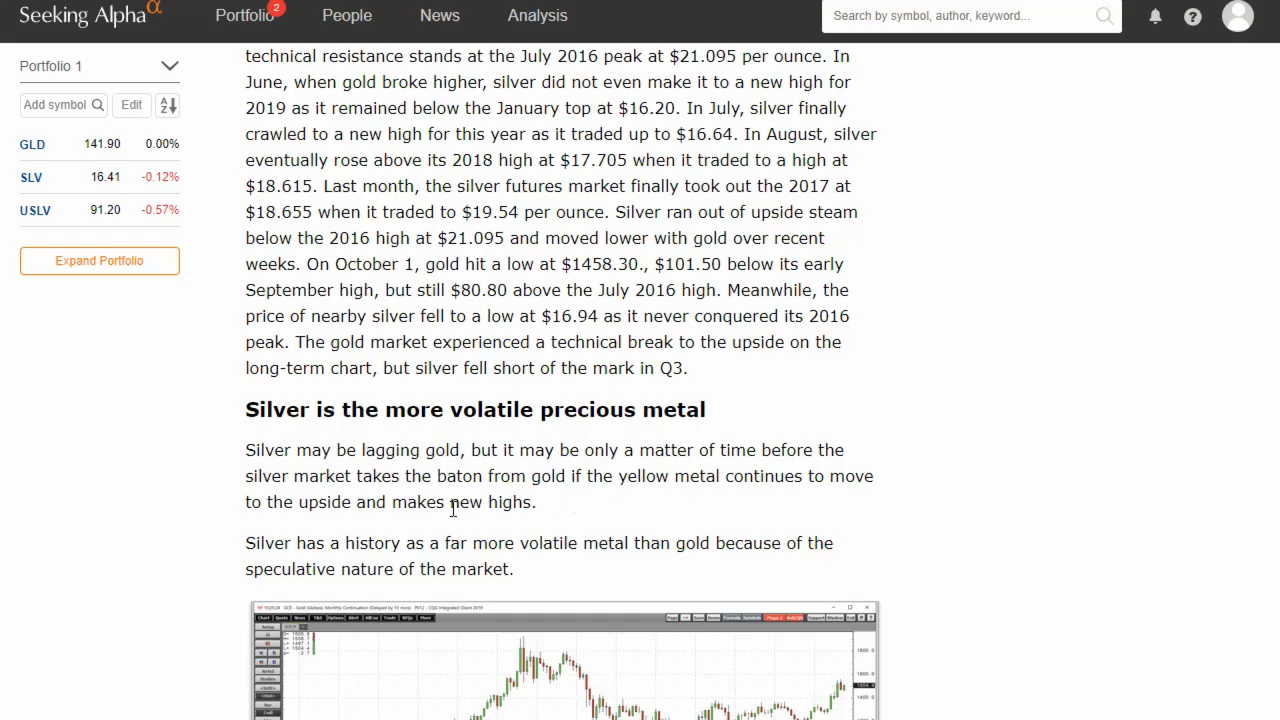 Seeking Alpha α
Portfolio 2 People News Analysis
Search by symbol, author, keyword...
Portfolio 1
Add symbol Edit A Z
GLD 141.90 0.00%
SLV 16.41 -0.12%
USLV 91.20 -0.57%
Expand Portfolio
technical resistance stands at the July 2016 peak at $21.095 per ounce. In
June, when gold broke higher, silver did not even make it to a new high for
2019 as it remained below the January top at $16.20. In July, silver finally
crawled to a new high for this year as it traded up to $16.64. In August, silver
eventually rose above its 2018 high at $17.705 when it traded to a high at
$18.615. Last month, the silver futures market finally took out the 2017 at
$18.655 when it traded to $19.54 per ounce. Silver ran out of upside steam
below the 2016 high at $21.095 and moved lower with gold over recent
weeks. On October 1, gold hit a low at $1458.30., $101.50 below its early
September high, but still $80.80 above the July 2016 high. Meanwhile, the
price of nearby silver fell to a low at $16.94 as it never conquered its 2016
peak. The gold market experienced a technical break to the upside on the
long-term chart, but silver fell short of the mark in Q3.
Silver is the more volatile precious metal
Silver may be lagging gold, but it may be only a matter of time before the
silver market takes the baton from gold if the yellow metal continues to move
to the upside and makes new highs.
Silver has a history as a far more volatile metal than gold because of the
speculative nature of the market.
Chart Quote News T&S Options Alert
Trade
More